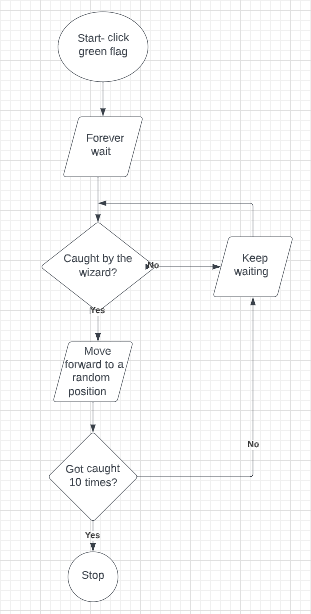 Start- click
green flag
Forever
wait
Caught by the
wizard?
No
Keep
waiting
Yes
Move
forward to a
random
position
Got caught
10 times?
No
Yes
Stop